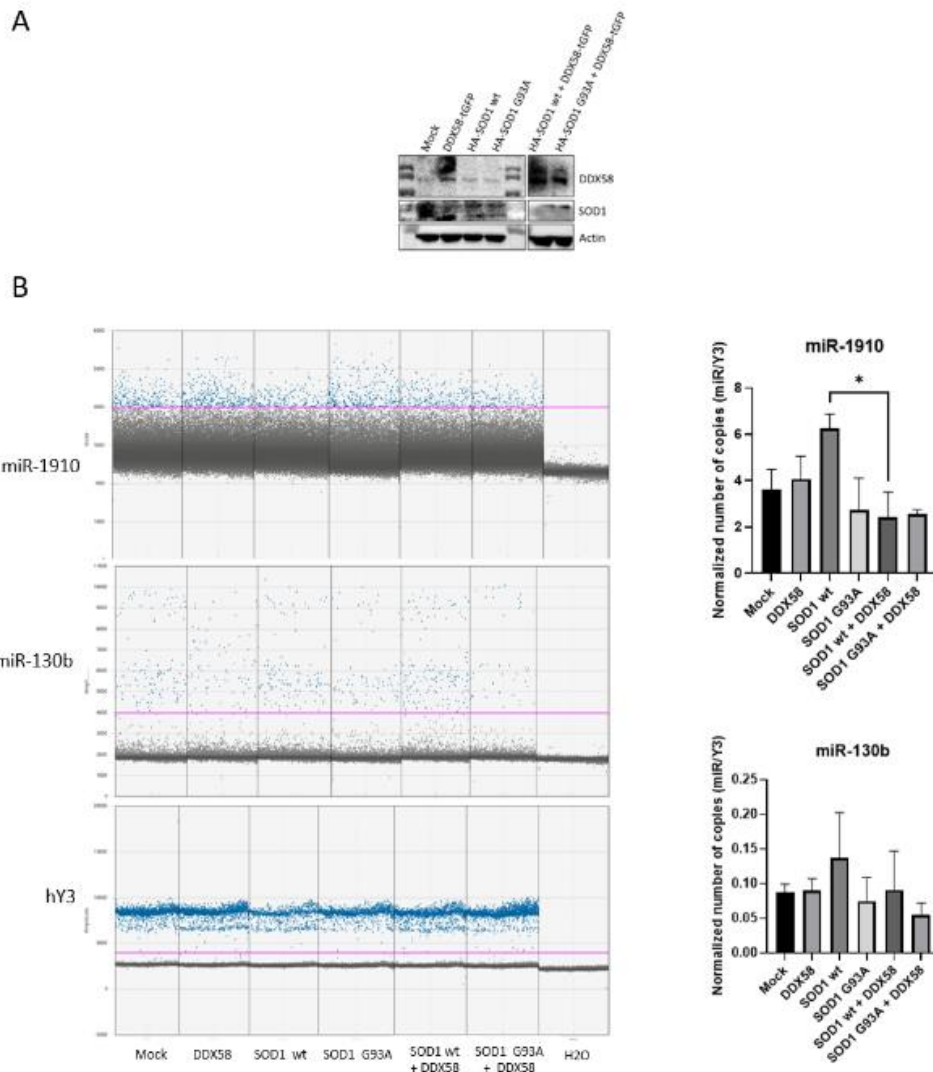 A
Mock
DDX58-tGFP
HA-SOD1 wt
HA-SOD1 G93A
HA-SOD1 wt + DDX58-tGFP
HA-SOD1 G93A + DDX58-tGFP
DDX58
SOD1
Actin
B
miR-1910
miR-130b
hY3
Mock
DDX58
SOD1 wt
SOD1 G93A
SOD1 wt
+ DDX58
SOD1 G93A
+ DDX58
H2O
miR-1910
Normalized number of copies (miR/Y3)
8
6
4
2
0
*
Mock
DDX58
SOD1 wt
SOD1 G93A
SOD1 wt + DDX58
SOD1 G93A + DDX58
miR-130b
Normalized number of copies (miR/Y3)
0.25
0.20
0.15
0.10
0.05
0.00
Mock
DDX58
SOD1 wt
SOD1 G93A
SOD1 wt + DDX58
SOD1 G93A + DDX58